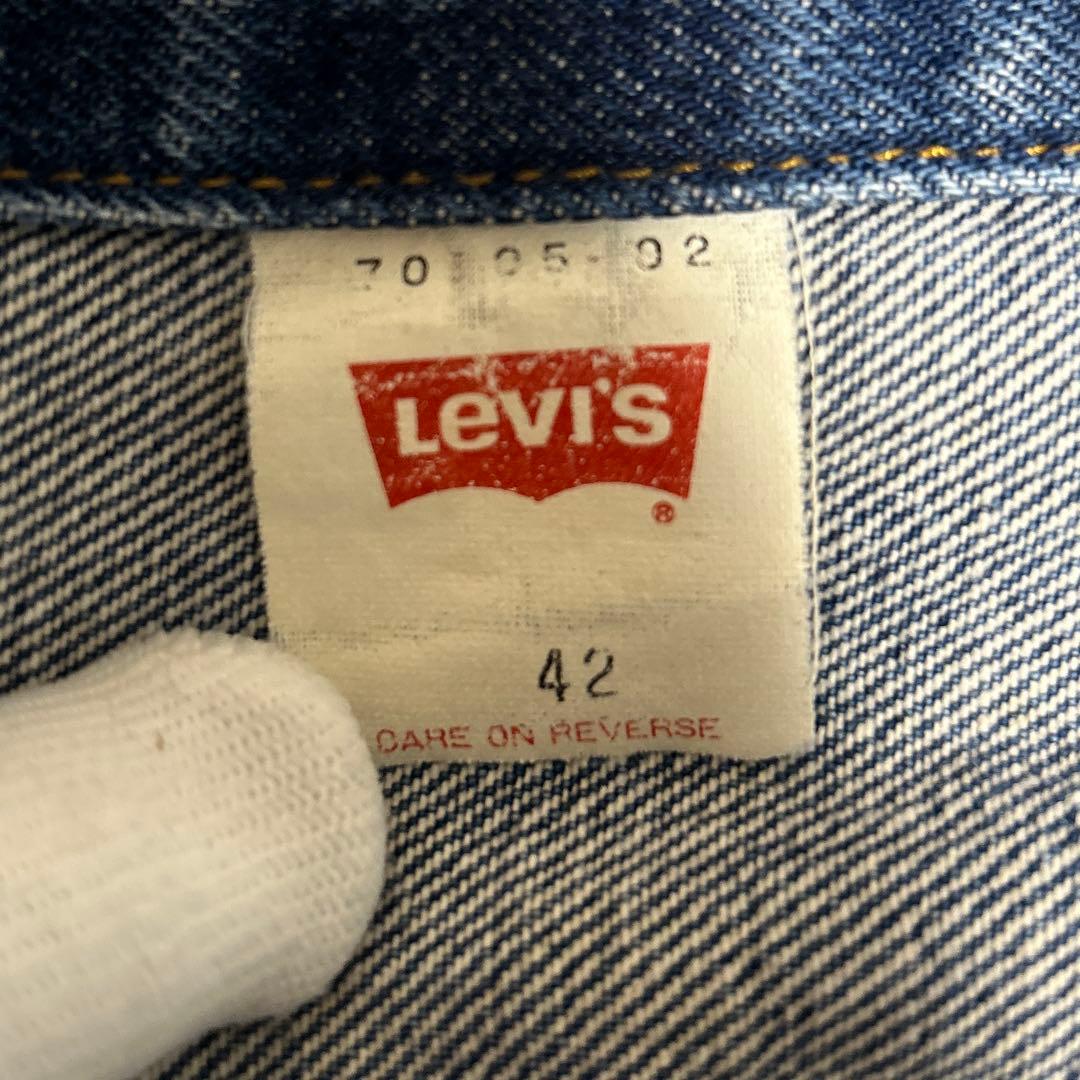 70 05-02
Levi's
®
42
CARE ON REVERSE